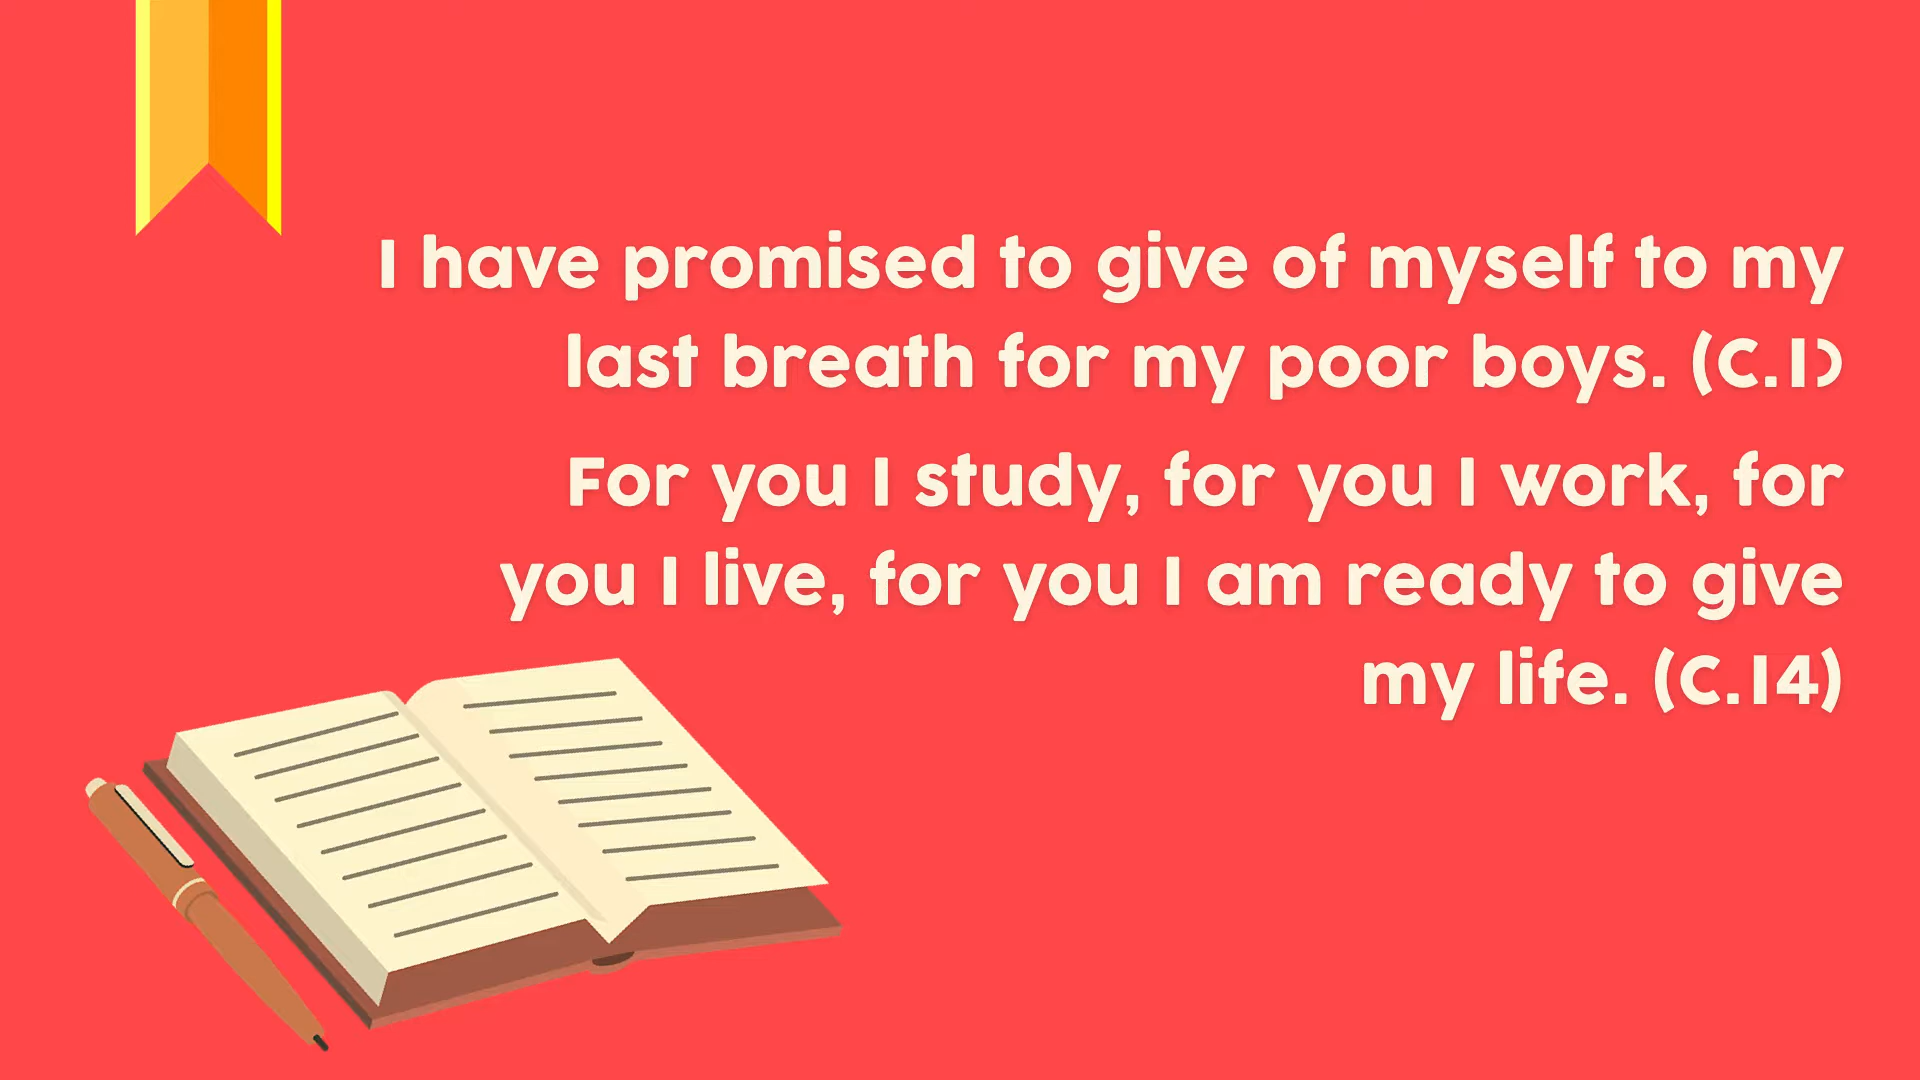 I have promised to give of myself to my
last breath for my poor boys. (C.1)
For you I study, for you I work, for
you I live, for you I am ready to give
my life. (C.14)